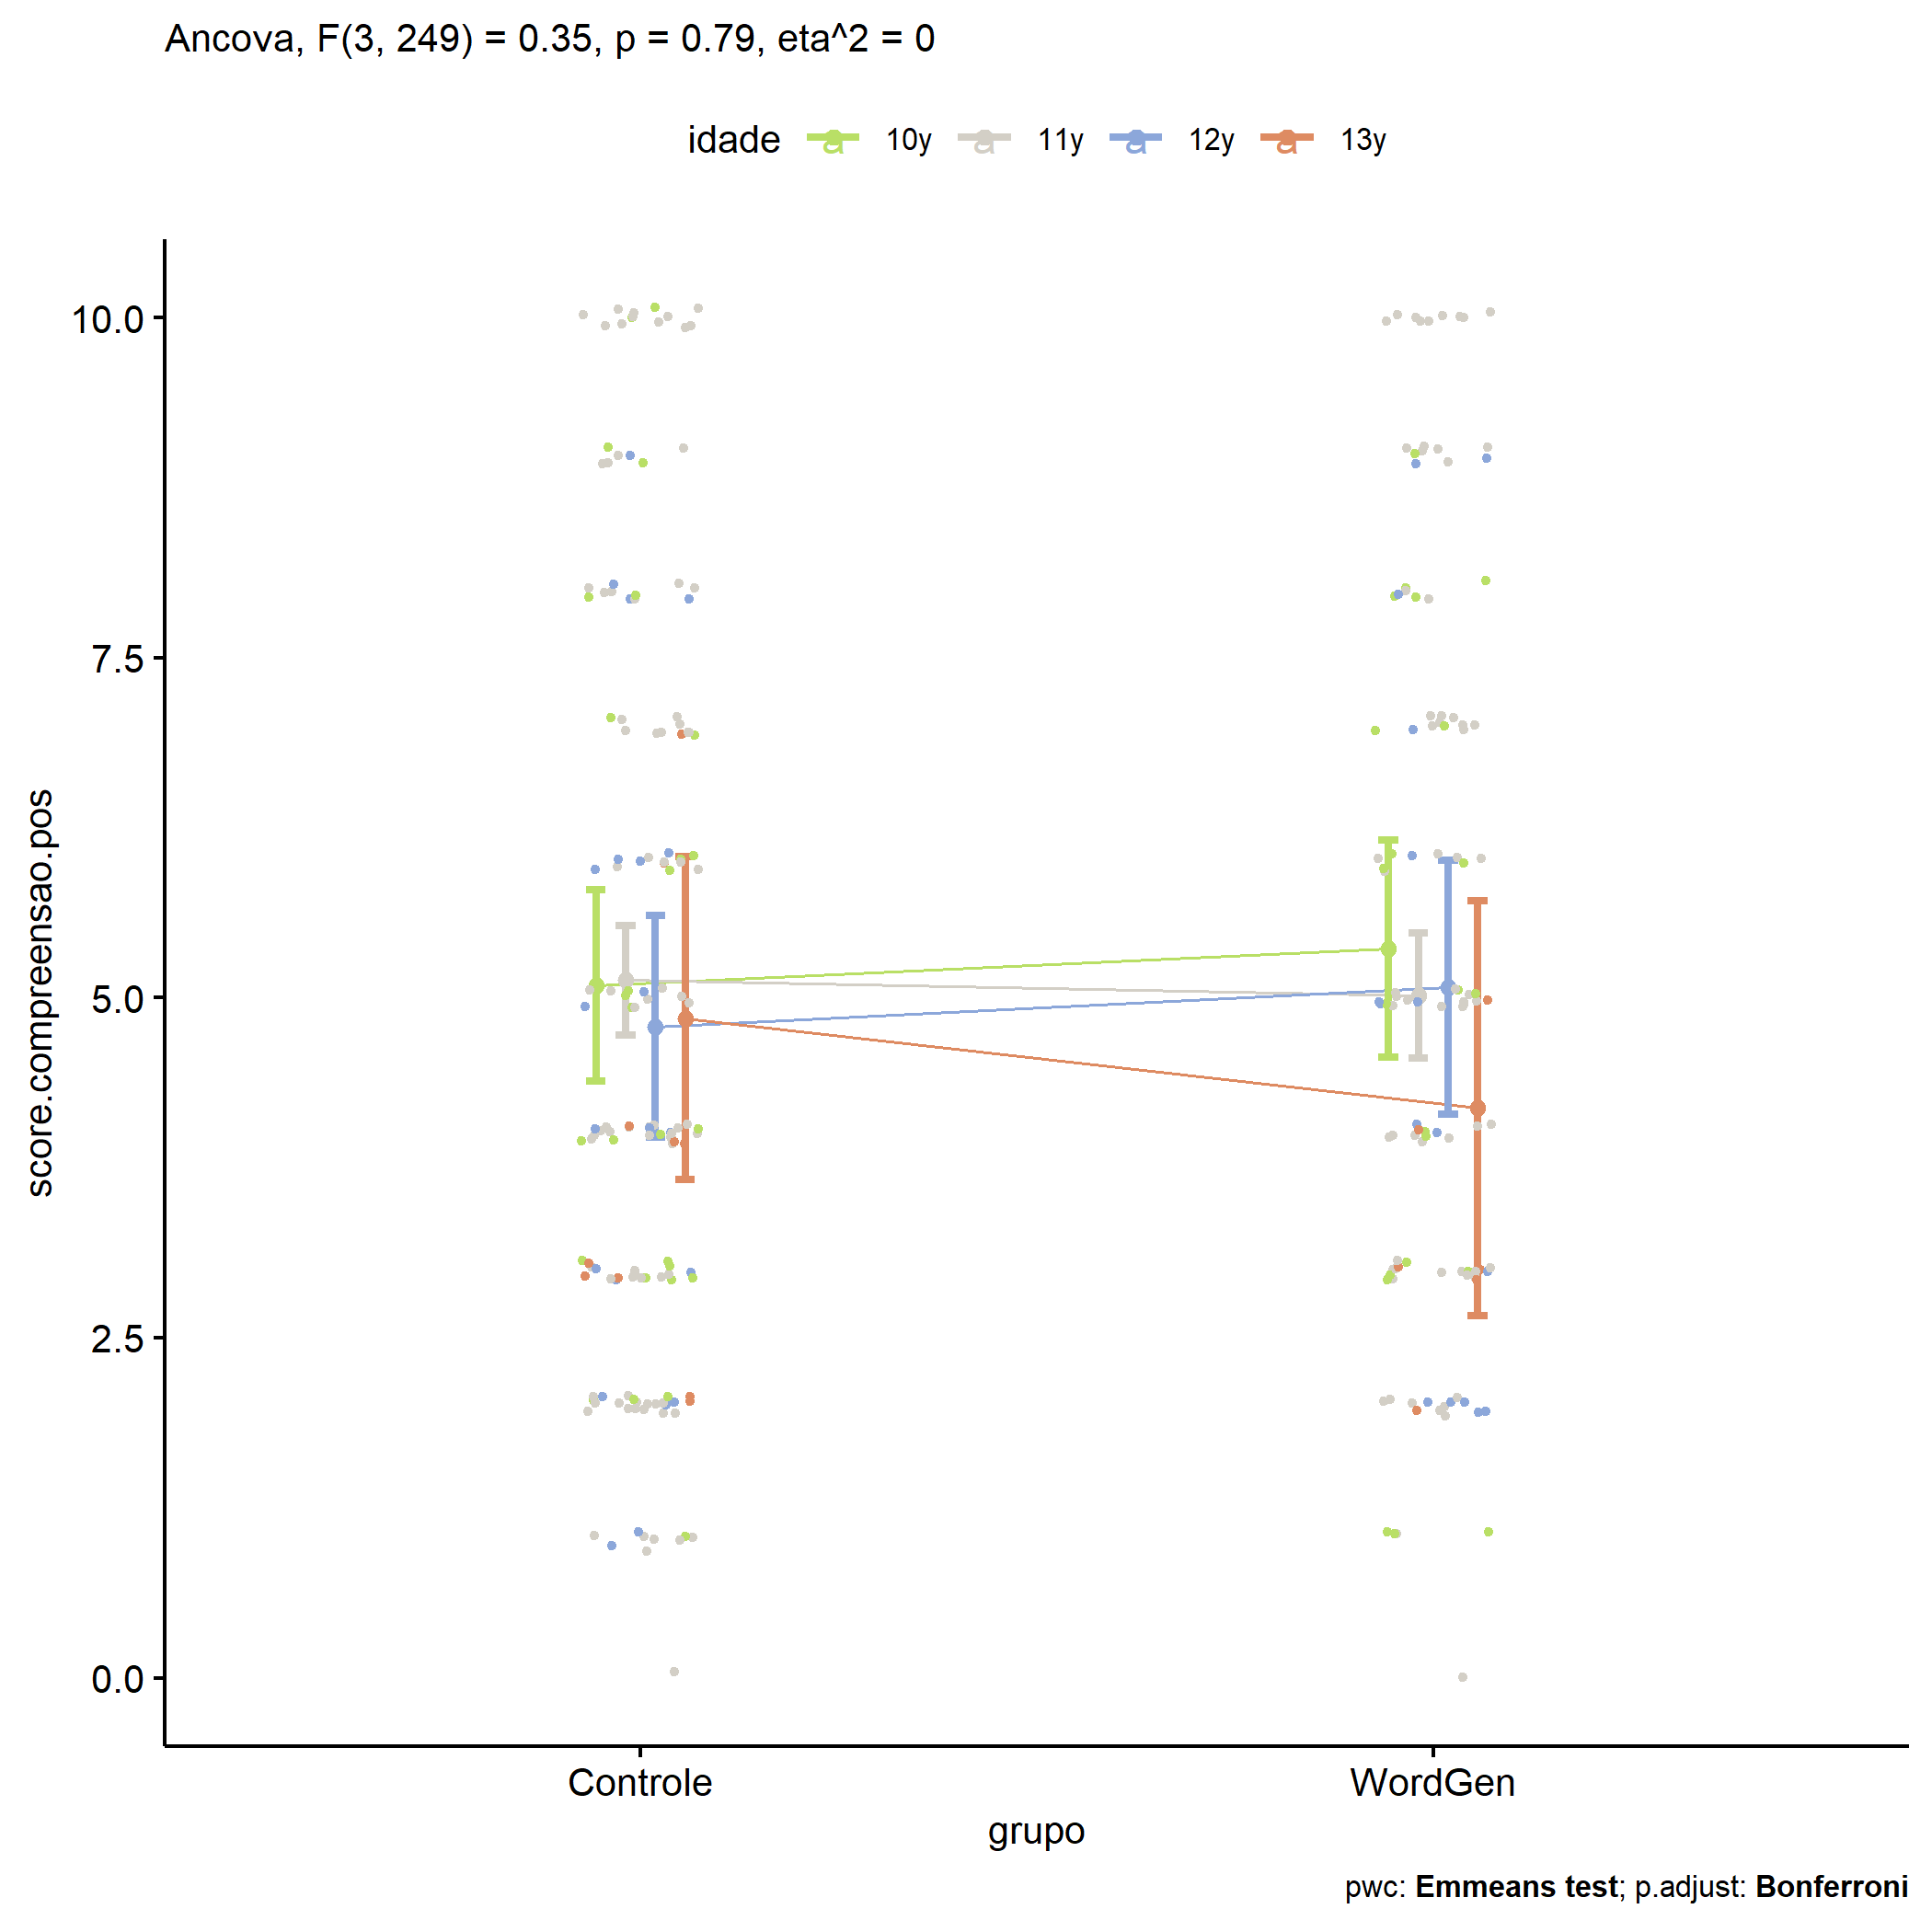 Ancova, F(3, 249) = 0.35, p = 0.79, eta^2 = 0
idade a 10y a 11y a 12y a 13y
10.0
7.5
5.0
2.5
0.0
score.compreensao.pos
Controle WordGen
grupo
pwc: Emmeans test; p.adjust: Bonferroni